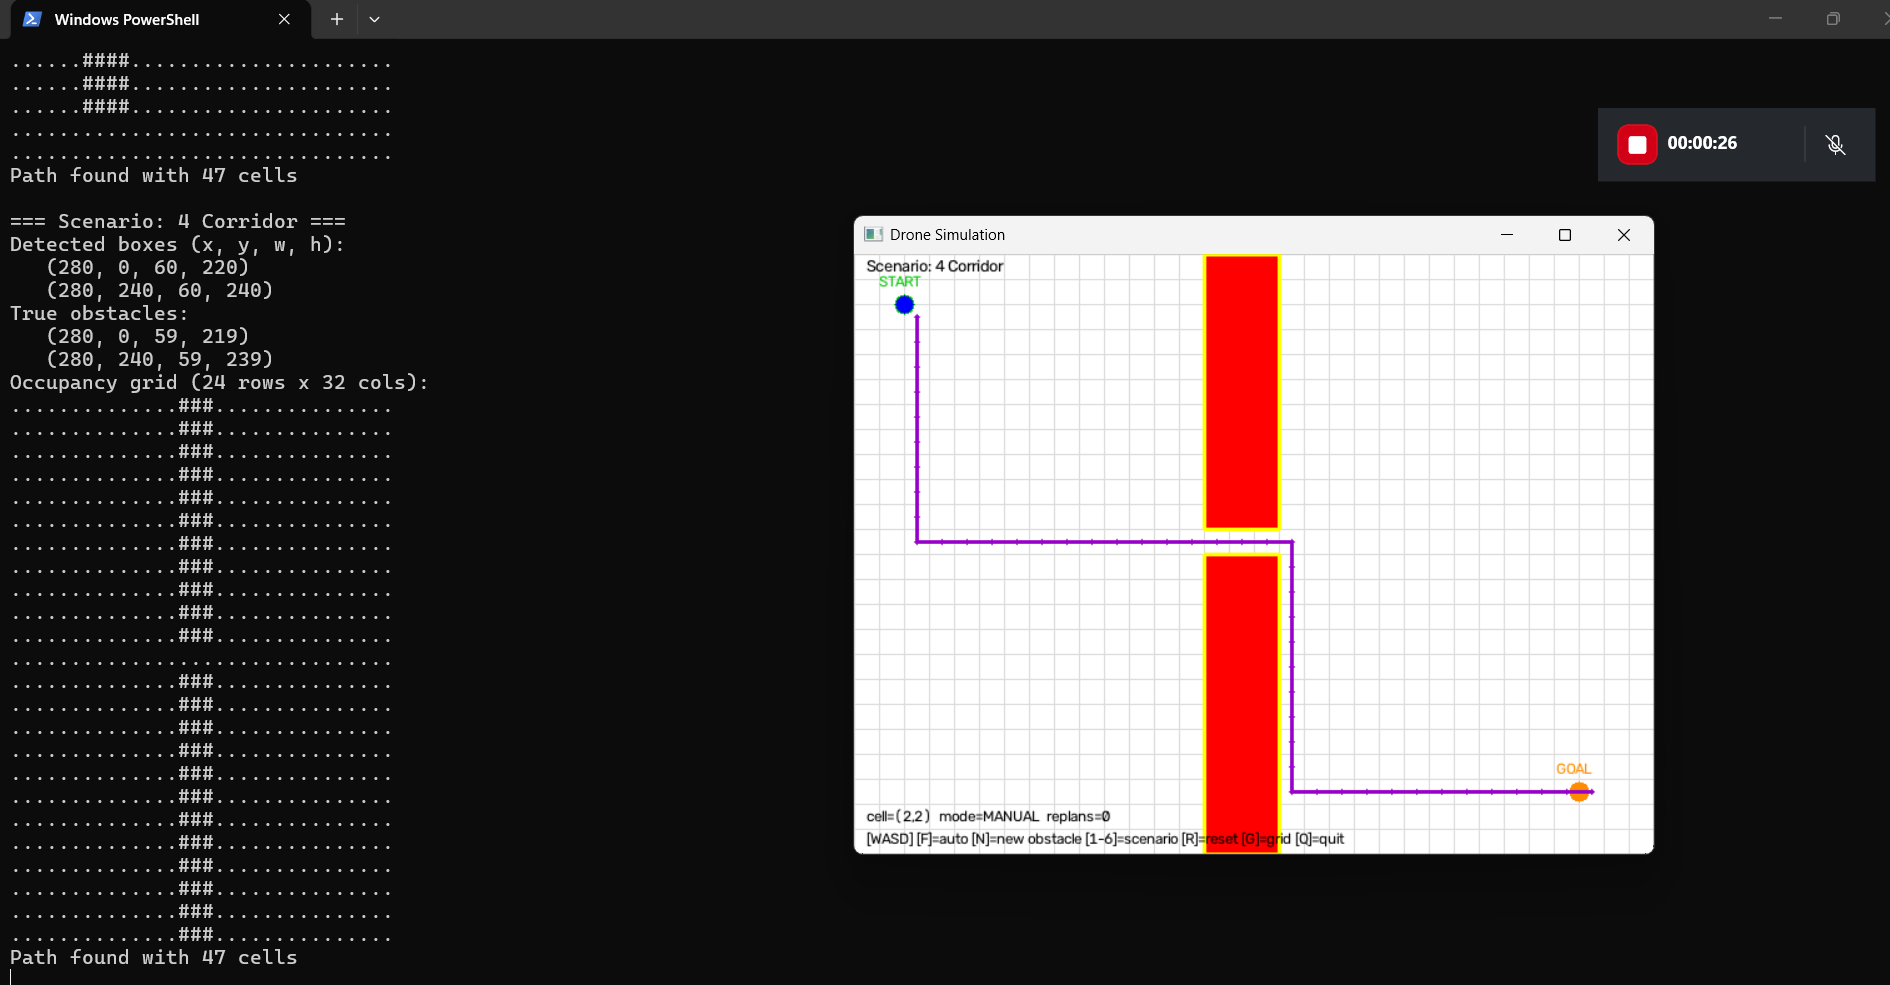 Windows PowerShell
......####......................
......####......................
......####......................
................................
................................
Path found with 47 cells
=== Scenario: 4 Corridor ===
Detected boxes (x, y, w, h):
(280, 0, 60, 220)
(280, 240, 60, 240)
True obstacles:
(280, 0, 59, 219)
(280, 240, 59, 239)
Occupancy grid (24 rows x 32 cols):
..............###...............
..............###...............
..............###...............
..............###...............
..............###...............
..............###...............
..............###...............
..............###...............
..............###...............
..............###...............
..............###...............
................................
..............###...............
..............###...............
..............###...............
..............###...............
..............###...............
..............###...............
..............###...............
..............###...............
..............###...............
..............###...............
..............###...............
..............###...............
Path found with 47 cells
00:00:26
Drone Simulation
Scenario: 4 Corridor
START
GOAL
cell=(2,2) mode=MANUAL replans=0
[WASD] [F]=auto [N]=new obstacle [1-6]=scenario [R]=reset [G]=grid [Q]=quit